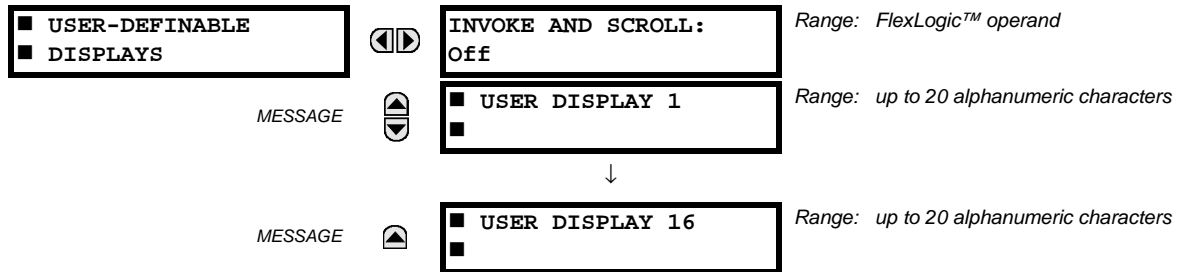 ■ USER-DEFINABLE
■ DISPLAYS
INVOKE AND SCROLL:
Off
Range: FlexLogic™ operand
MESSAGE
■ USER DISPLAY 1
■
Range: up to 20 alphanumeric characters
↓
MESSAGE
■ USER DISPLAY 16
■
Range: up to 20 alphanumeric characters